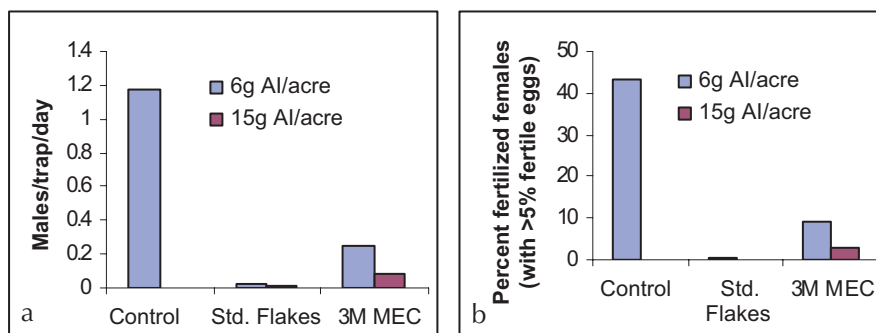 Males/trap/day
1.4
1.2
1
0.8
0.6
0.4
0.2
0
6g AI/acre
15g AI/acre
Control
Std. Flakes
3M MEC
a
Percent fertilized females
(with >5% fertile eggs)
50
40
30
20
10
0
6g AI/acre
15g AI/acre
Control
Std.
Flakes
3M MEC
b